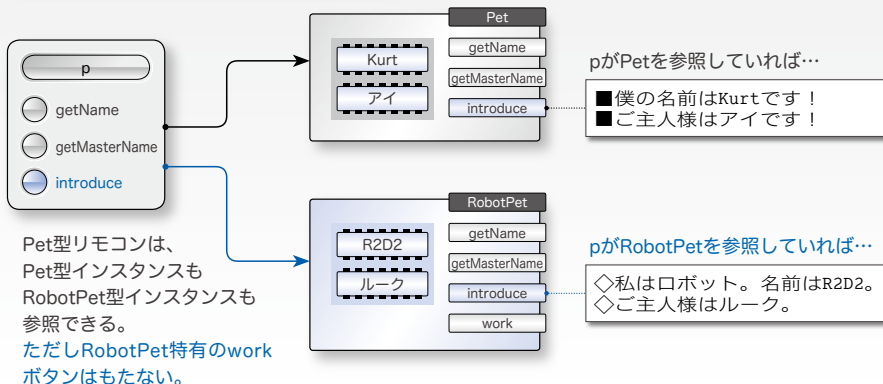 p
getName
getMasterName
introduce
Pet型リモコンは、
Pet型インスタンスも
RobotPet型インスタンスも
参照できる。
ただしRobotPet特有のwork
ボタンはもたない。
Pet
Kurt
アイ
getName
getMasterName
introduce
pがPetを参照していれば…
■僕の名前はKurtです！
■ご主人様はアイです！
RobotPet
R2D2
ルーク
getName
getMasterName
introduce
work
pがRobotPetを参照していれば…
◇私はロボット。名前はR2D2。
◇ご主人様はルーク。